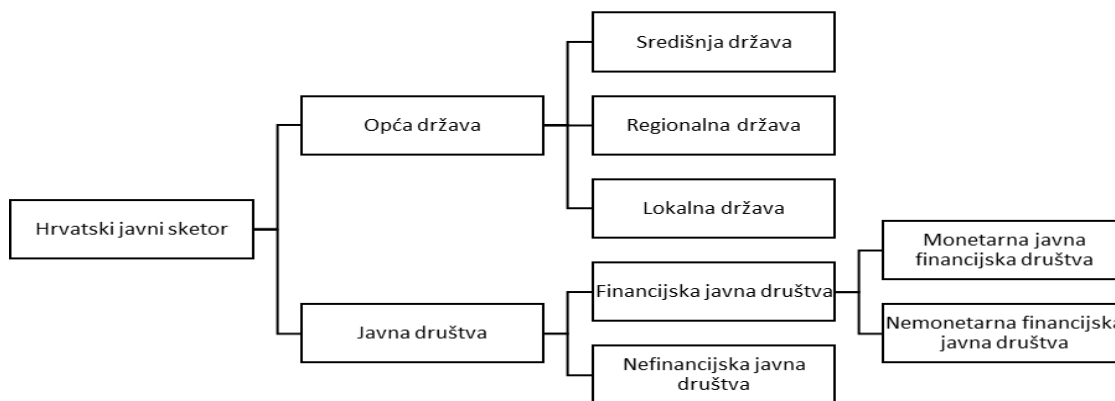 Središnja država
Opća država
Regionalna država
Lokalna država
Hrvatski javni sketor
Monetarna javna
financijska društva
Financijska javna društva
Javna društva
Nemonetarna financijska
javna društva
Nefinancijska javna
društva